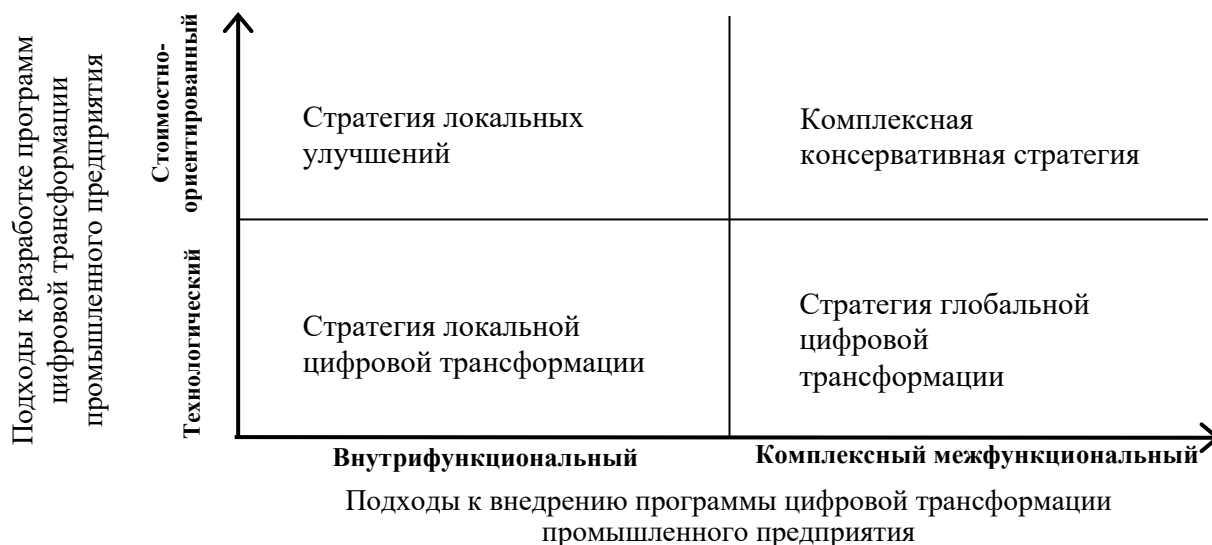 Подходы к разработке программ
цифровой трансформации
промышленного предприятия
Стоимостно-
ориентированный
Технологический
Стратегия локальных
улучшений
Комплексная
консервативная стратегия
Стратегия локальной
цифровой трансформации
Стратегия глобальной
цифровой
трансформации
Внутрифункциональный
Комплексный межфункциональный
Подходы к внедрению программы цифровой трансформации
промышленного предприятия